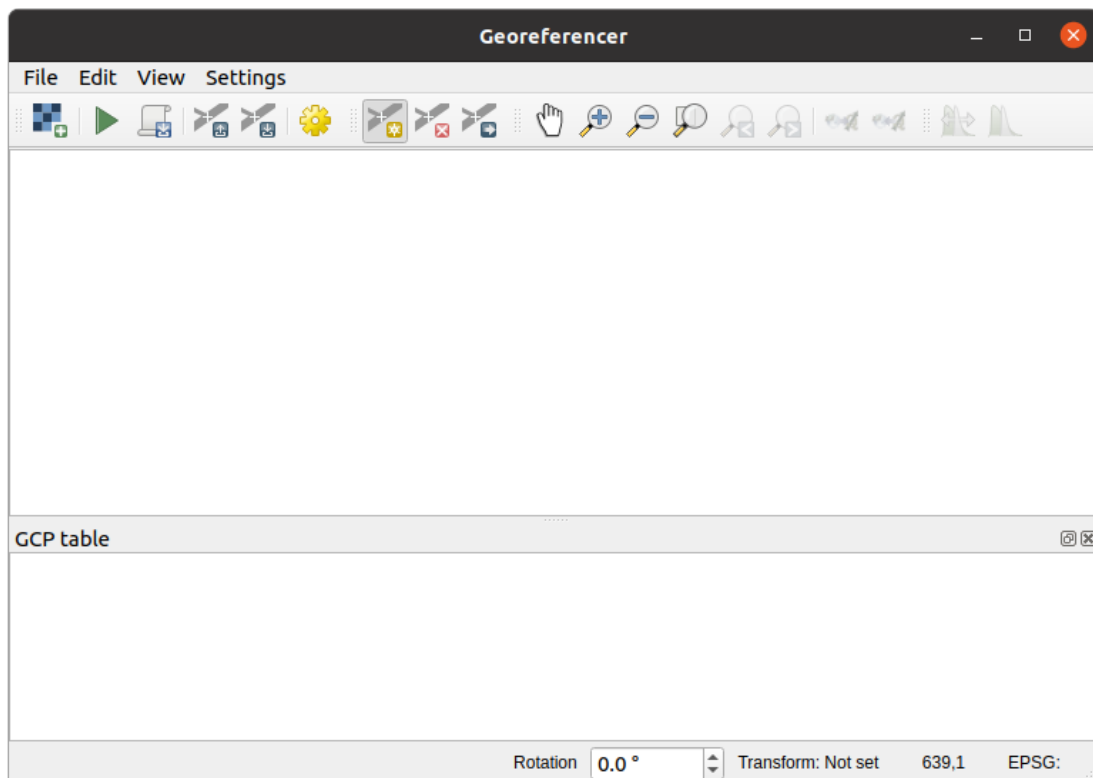 Georeferencer
File Edit View Settings
GCP table
Rotation 0.0 ° Transform: Not set 639,1 EPSG: